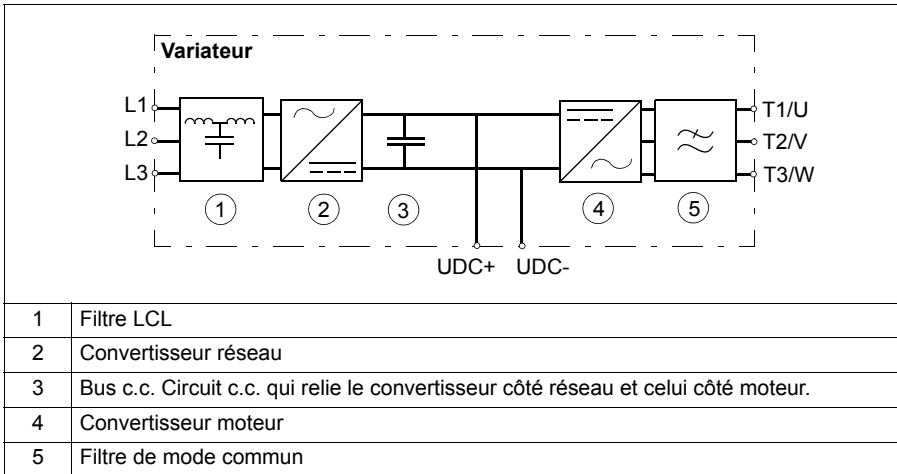 Variateur
L1
T1/U
L2
T2/V
L3
T3/W
1 2 3 4 5
UDC+ UDC-
1 Filtre LCL
2 Convertisseur réseau
3 Bus c.c. Circuit c.c. qui relie le convertisseur côté réseau et celui côté moteur.
4 Convertisseur moteur
5 Filtre de mode commun